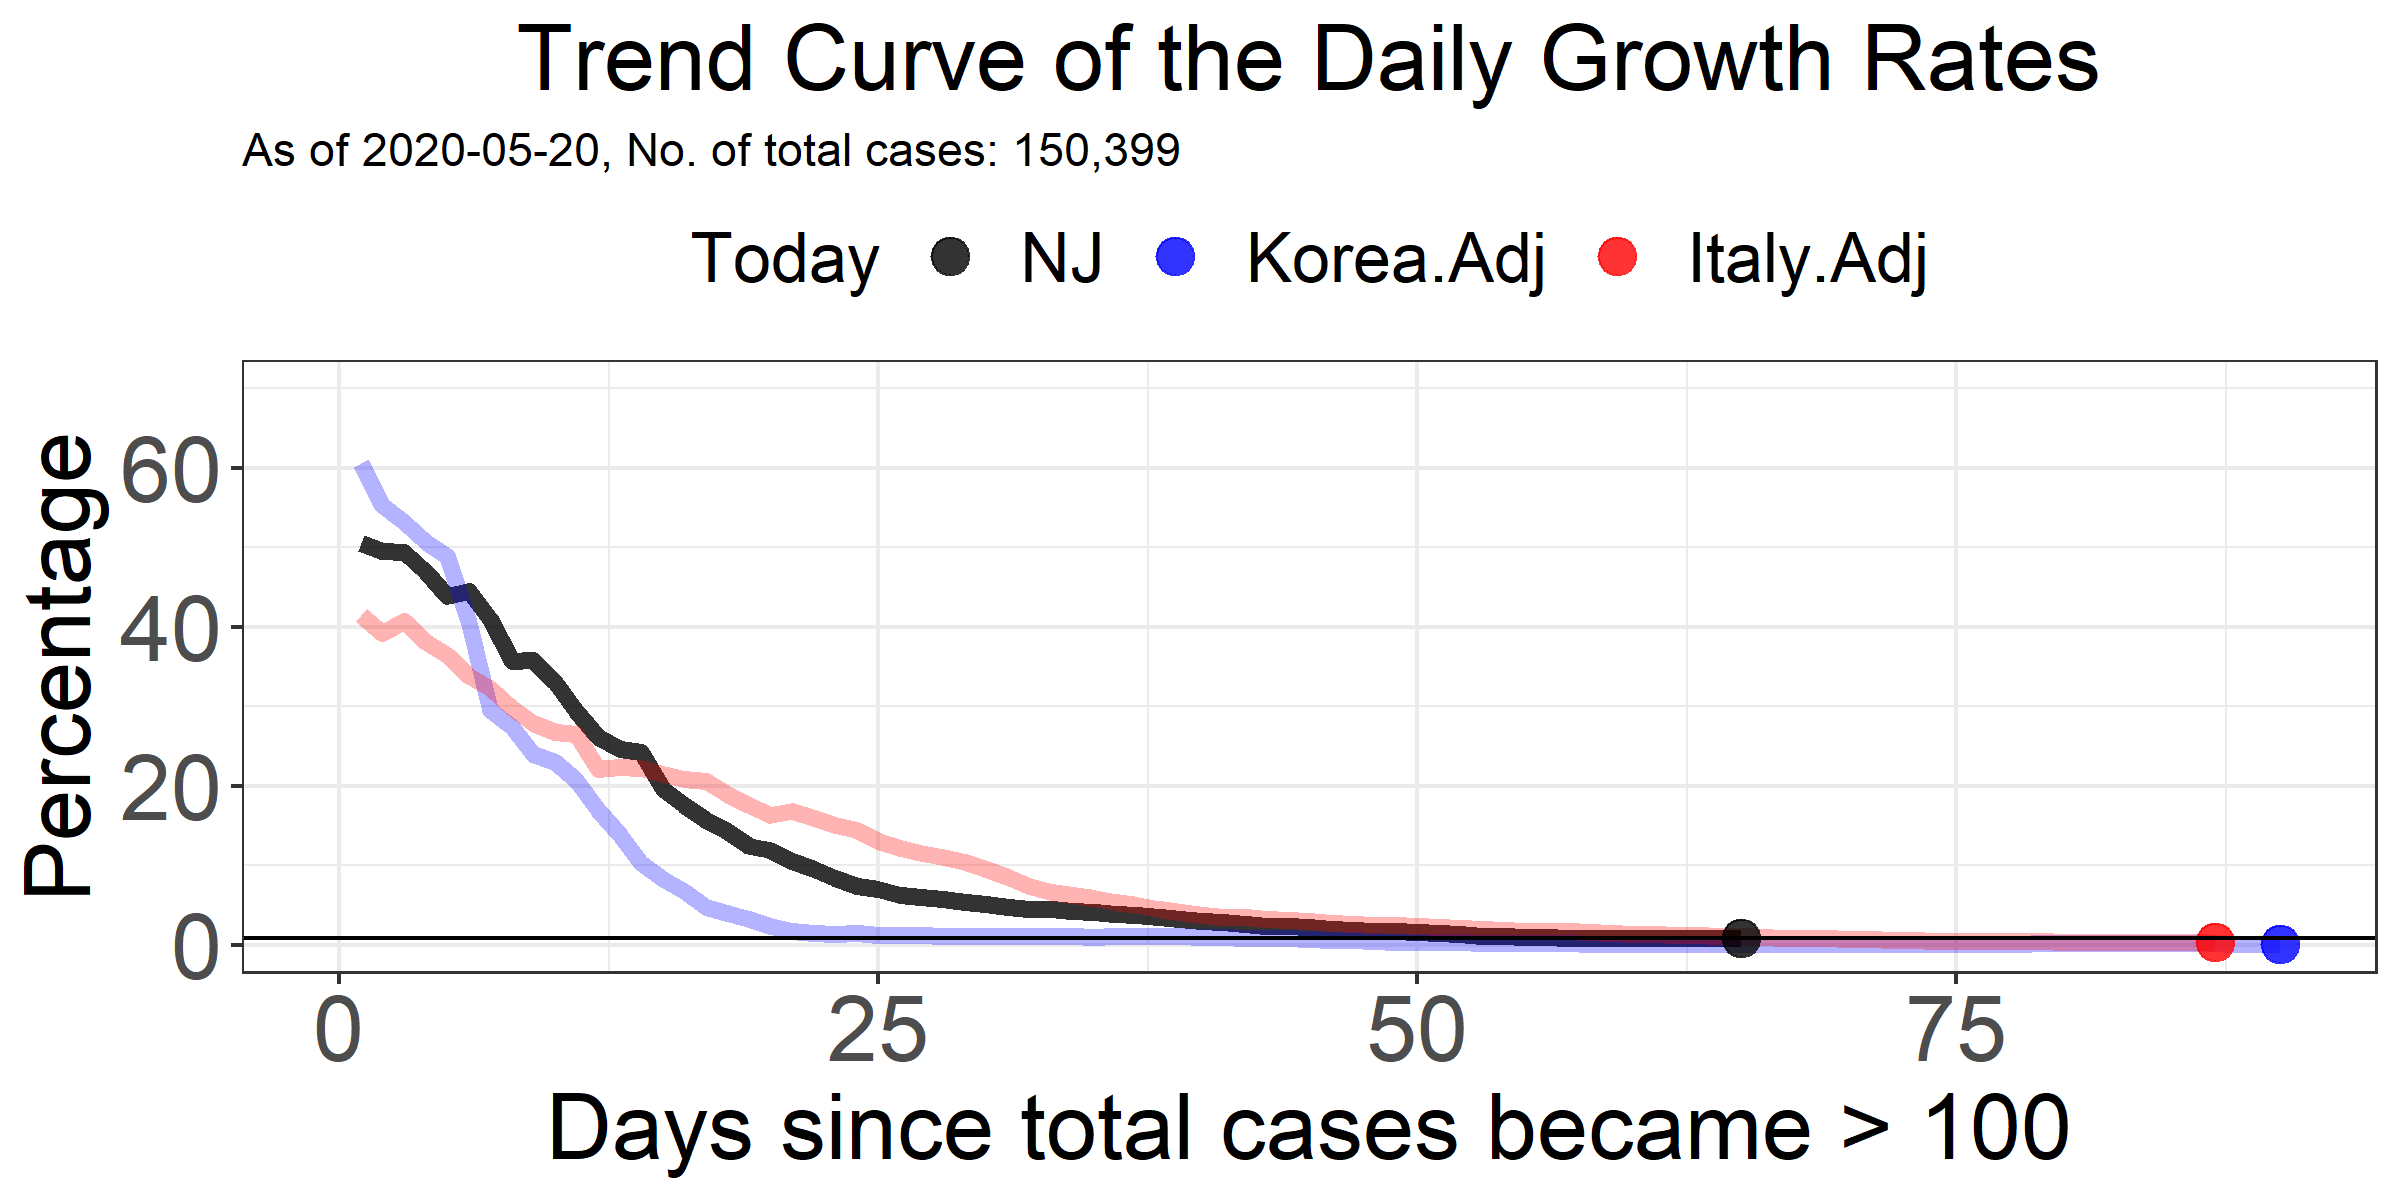 Trend Curve of the Daily Growth Rates
As of 2020-05-20, No. of total cases: 150,399
Today NJ Korea.Adj Italy.Adj
Percentage
60
40
20
0
0 25 50 75
Days since total cases became > 100